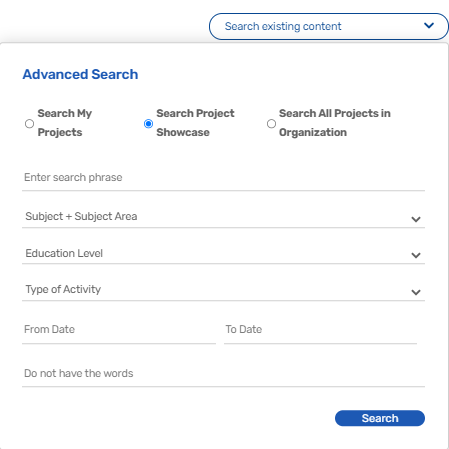 Search existing content
Advanced Search
Search My Projects
Search Project Showcase
Search All Projects in Organization
Enter search phrase
Subject + Subject Area
Education Level
Type of Activity
From Date
To Date
Do not have the words
Search